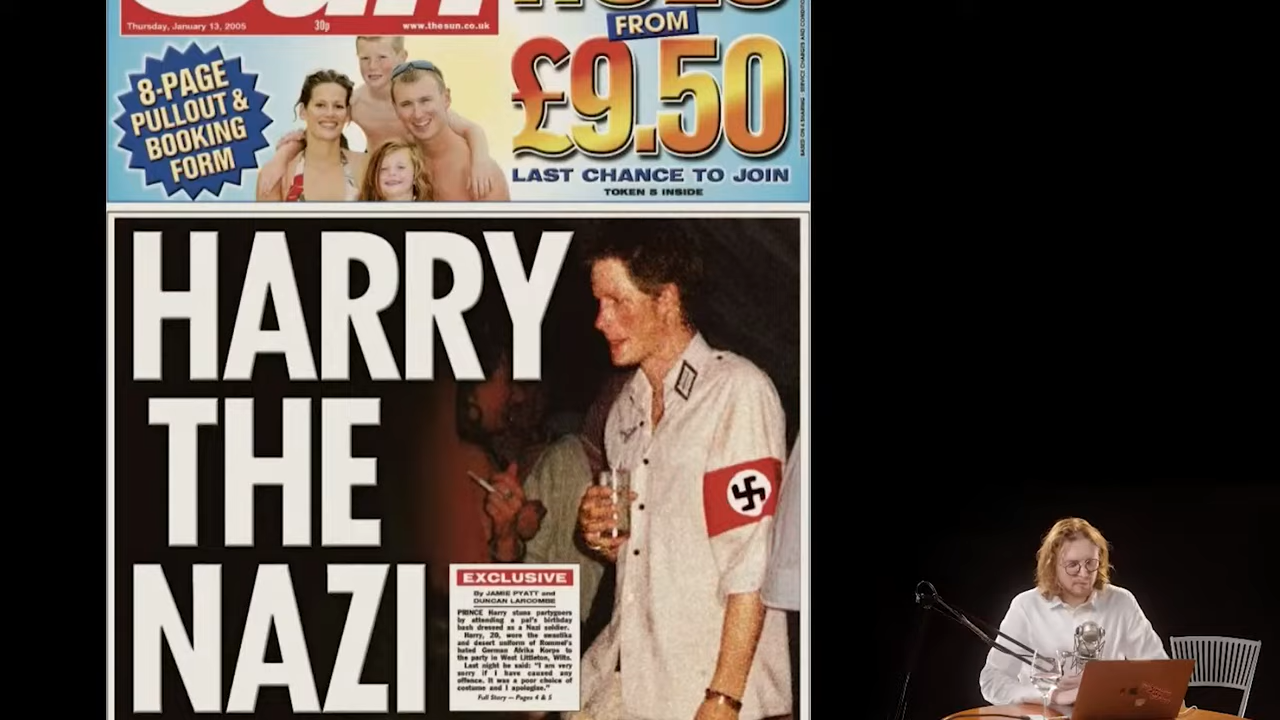 Sun
Thursday, January 13, 2005
30p
www.thesun.co.uk
HOLS
FROM
£9.50
LAST CHANCE TO JOIN
TOKEN 5 INSIDE
8-PAGE
PULLOUT &
BOOKING
FORM
HARRY
THE
NAZI
EXCLUSIVE
By JAMIE PYATT and
DUNCAN LARCOMBE
PRINCE Harry stuns partygoers
by attending a pal's birthday
bash dressed as a Nazi soldier.
Harry, 20, wore the swastika
and desert uniform of Rommel's
hated German Afrika Korps to
the party in West Littleton, Wilts.
Last night he said: "I am very
sorry if I have caused any
offence. It was a poor choice of
costume and I apologise."
Full Story — Pages 4 & 5